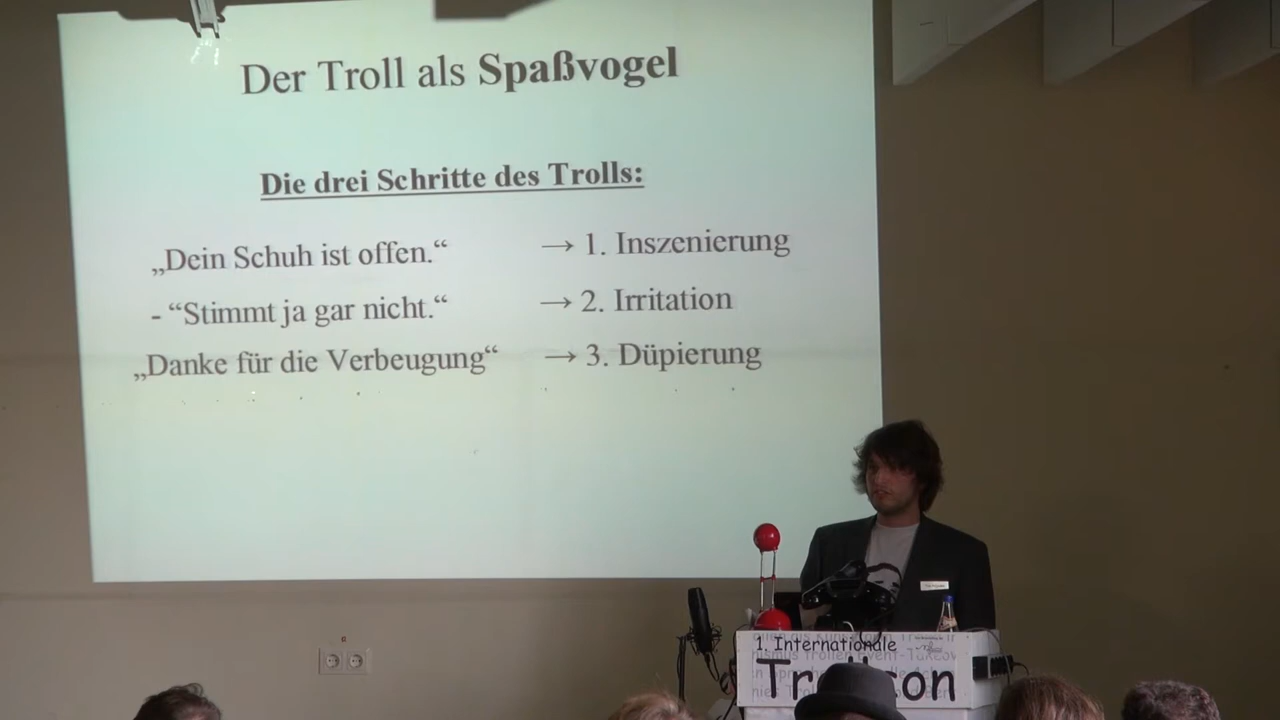 Der Troll als Spaßvogel
Die drei Schritte des Trolls:
„Dein Schuh ist offen.“ → 1. Inszenierung
- “Stimmt ja gar nicht.“ → 2. Irritation
„Danke für die Verbeugung“ → 3. Düpierung
1. Internationale